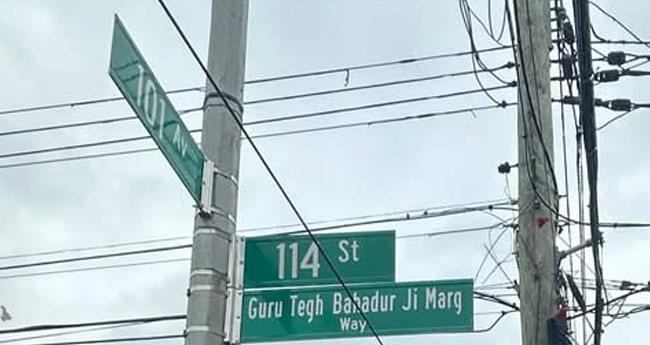 101 AV
114 St
Guru Tegh Bahadur Ji Marg
Way